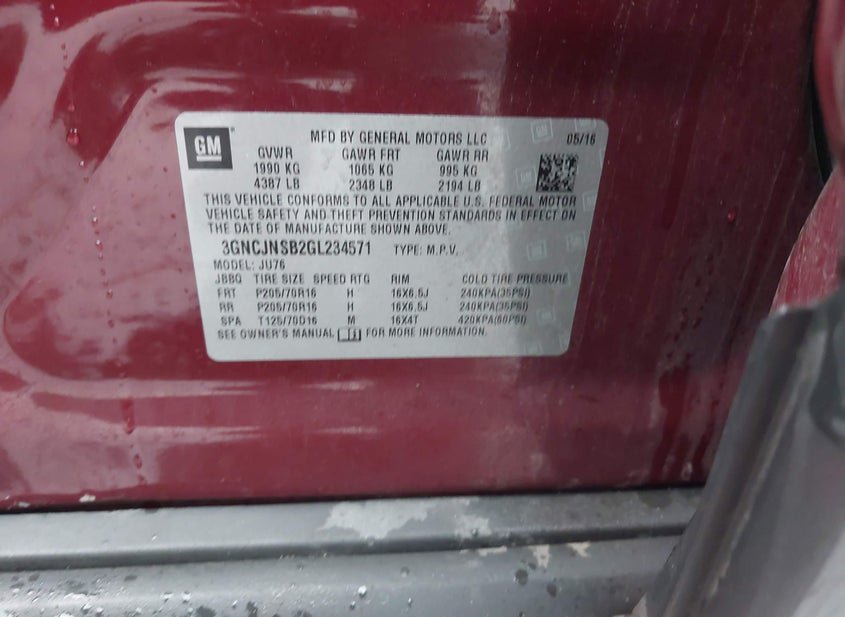 GM
MFD BY GENERAL MOTORS LLC 05/16
GVWR GAWR FRT GAWR RR
1990 KG 1065 KG 995 KG
4387 LB 2348 LB 2194 LB
THIS VEHICLE CONFORMS TO ALL APPLICABLE U.S. FEDERAL MOTOR
VEHICLE SAFETY AND THEFT PREVENTION STANDARDS IN EFFECT ON
THE DATE OF MANUFACTURE SHOWN ABOVE.
3GNCJNSB2GL234571 TYPE: M.P.V.
MODEL: JU76
JBBQ TIRE SIZE SPEED RTG RIM COLD TIRE PRESSURE
FRT P205/70R16 H 16X6.5J 240KPA(35PSI)
RR P205/70R16 H 16X6.5J 240KPA(35PSI)
SPA T125/70D16 M 16X4T 420KPA(60PSI)
SEE OWNER'S MANUAL FOR MORE INFORMATION.